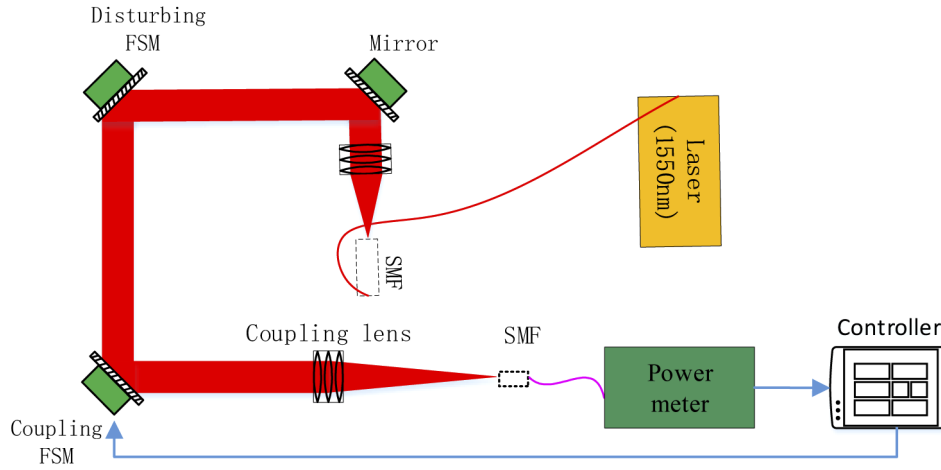 Disturbing
FSM
Mirror
Laser
(1550nm)
SMF
Coupling lens
SMF
Controller
Power
meter
Coupling
FSM